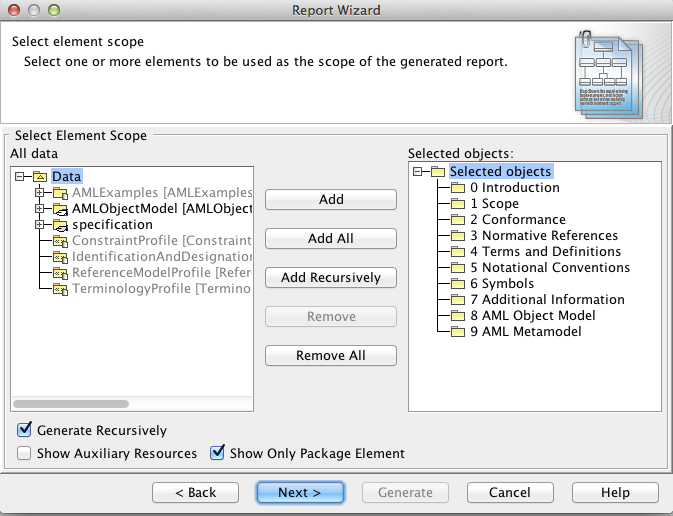 Report Wizard
Select element scope
Select one or more elements to be used as the scope of the generated report.
Select Element Scope
All data
Data
AMLExamples [AMLExamples
AMLObjectModel [AMLObject
specification
ConstraintProfile [Constraint
IdentificationAndDesignation
ReferenceModelProfile [Refer
TerminologyProfile [Termino
Add
Add All
Add Recursively
Remove
Remove All
Selected objects:
Selected objects
0 Introduction
1 Scope
2 Conformance
3 Normative References
4 Terms and Definitions
5 Notational Conventions
6 Symbols
7 Additional Information
8 AML Object Model
9 AML Metamodel
Generate Recursively
Show Auxiliary Resources
Show Only Package Element
< Back
Next >
Generate
Cancel
Help